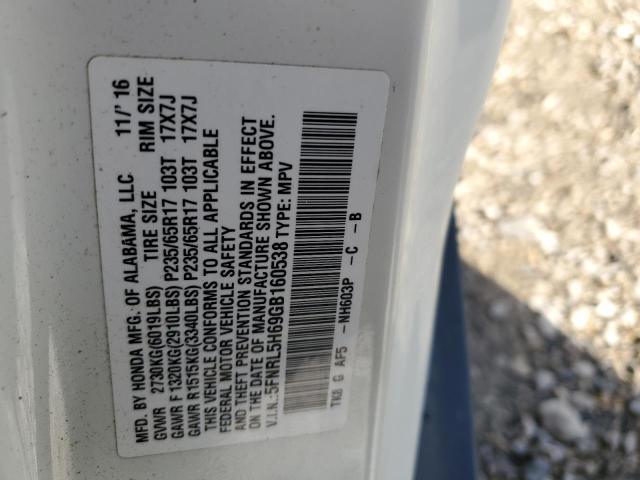 MFD. BY HONDA MFG. OF ALABAMA, LLC 11/' 16
GVWR 2730KG(6019LBS) TIRE SIZE RIM SIZE
GAWR F 1320KG(2910LBS) P235/65R17 103T 17X7J
GAWR R1515KG(3340LBS) P235/65R17 103T 17X7J
THIS VEHICLE CONFORMS TO ALL APPLICABLE
FEDERAL MOTOR VEHICLE SAFETY
AND THEFT PREVENTION STANDARDS IN EFFECT
ON THE DATE OF MANUFACTURE SHOWN ABOVE.
V.I.N.:5FNRL5H69GB160538 TYPE: MPV
TK8 G AF5 -NH603P -C -B